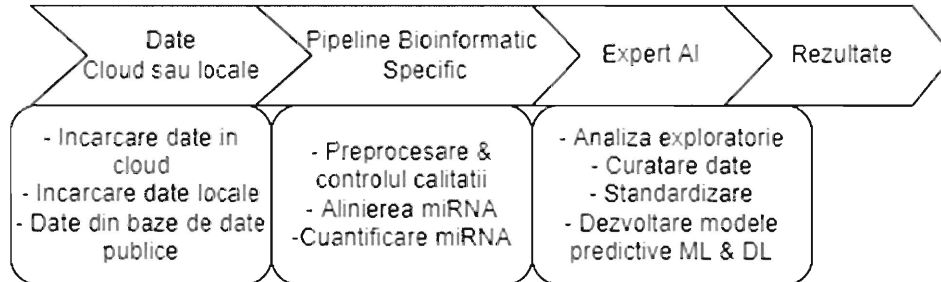 Date
Cloud sau locale
Pipeline Bioinformatic
Specific
Expert AI
Rezultate
- Incarcare date in
cloud
- Incarcare date locale
- Date din baze de date
publice
- Preprocesare &
controlul calitatii
- Alinierea miRNA
-Cuantificare miRNA
- Analiza exploratorie
- Curatare date
- Standardizare
- Dezvoltare modele
predictive ML & DL